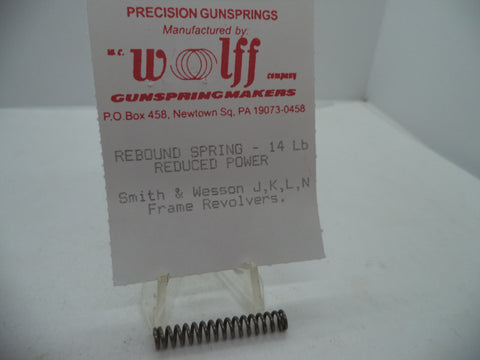 PRECISION GUNSPRINGS
Manufactured by:
W.C.
Wolff
company
GUNSPRINGMAKERS
P.O. Box 458, Newtown Sq. PA 19073-0458
REBOUND SPRING - 14 Lb
REDUCED POWER
Smith & Wesson J,K,L,N
Frame Revolvers.